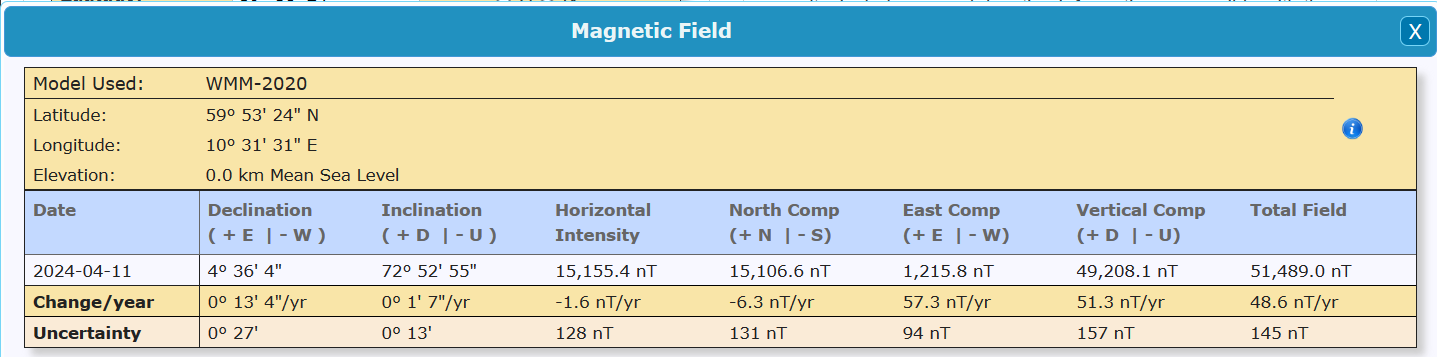 Magnetic Field
X
Model Used: WMM-2020
Latitude: 59º 53' 24" N
Longitude: 10º 31' 31" E
i
Elevation: 0.0 km Mean Sea Level
Date Declination Inclination Horizontal North Comp East Comp Vertical Comp Total Field
( + E | - W ) ( + D | - U ) Intensity (+ N | - S) (+ E | - W) (+ D | - U)
2024-04-11 4º 36' 4" 72º 52' 55" 15,155.4 nT 15,106.6 nT 1,215.8 nT 49,208.1 nT 51,489.0 nT
Change/year 0º 13' 4"/yr 0º 1' 7"/yr -1.6 nT/yr -6.3 nT/yr 57.3 nT/yr 51.3 nT/yr 48.6 nT/yr
Uncertainty 0º 27' 0º 13' 128 nT 131 nT 94 nT 157 nT 145 nT